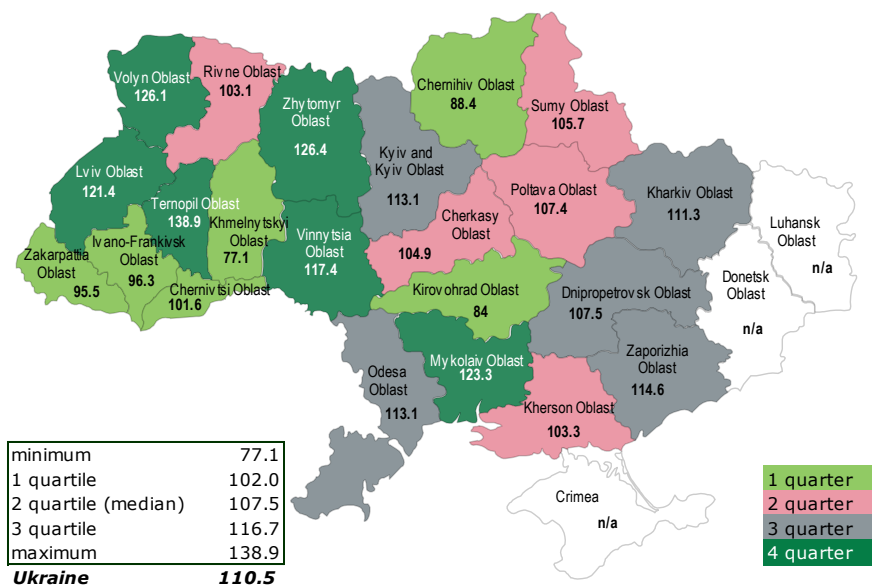 Volyn Oblast
126.1
Rivne Oblast
103.1
Zhytomyr
Oblast
126.4
Chernihiv Oblast
88.4
Sumy Oblast
105.7
Kyiv and
Kyiv Oblast
113.1
Lviv Oblast
121.4
Ternopil Oblast
138.9
Khmelnytskyi
Oblast
77.1
Vinnytsia
Oblast
117.4
Cherkasy
Oblast
104.9
Poltava Oblast
107.4
Kharkiv Oblast
111.3
Luhansk
Oblast
n/a
Donetsk
Oblast
n/a
Zakarpattia
Oblast
95.5
Ivano-Frankivsk
Oblast
96.3
Chernivtsi Oblast
101.6
Kirovohrad Oblast
84
Dnipropetrovsk Oblast
107.5
Mykolaiv Oblast
123.3
Zaporizhia
Oblast
114.6
Odesa
Oblast
113.1
Kherson Oblast
103.3
Crimea
n/a
minimum 77.1
1 quartile 102.0
2 quartile (median) 107.5
3 quartile 116.7
maximum 138.9
Ukraine 110.5
1 quarter
2 quarter
3 quarter
4 quarter